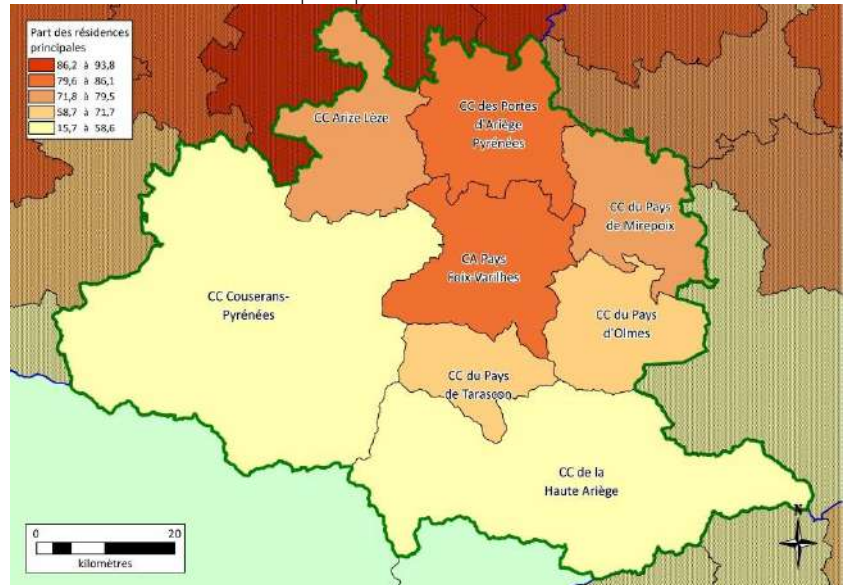 Part des résidences
principales
86,2 à 93,8
79,6 à 86,1
71,8 à 79,5
58,7 à 71,7
15,7 à 58,6
CC Arize Lèze
CC des Portes
d'Ariège
Pyrénées
CC du Pays
de Mirepoix
CA Pays
Foix-Varilhes
CC Couserans-
Pyrénées
CC du Pays
d'Olmes
CC du Pays
de Tarascon
CC de la
Haute Ariège
0 20
kilomètres
N